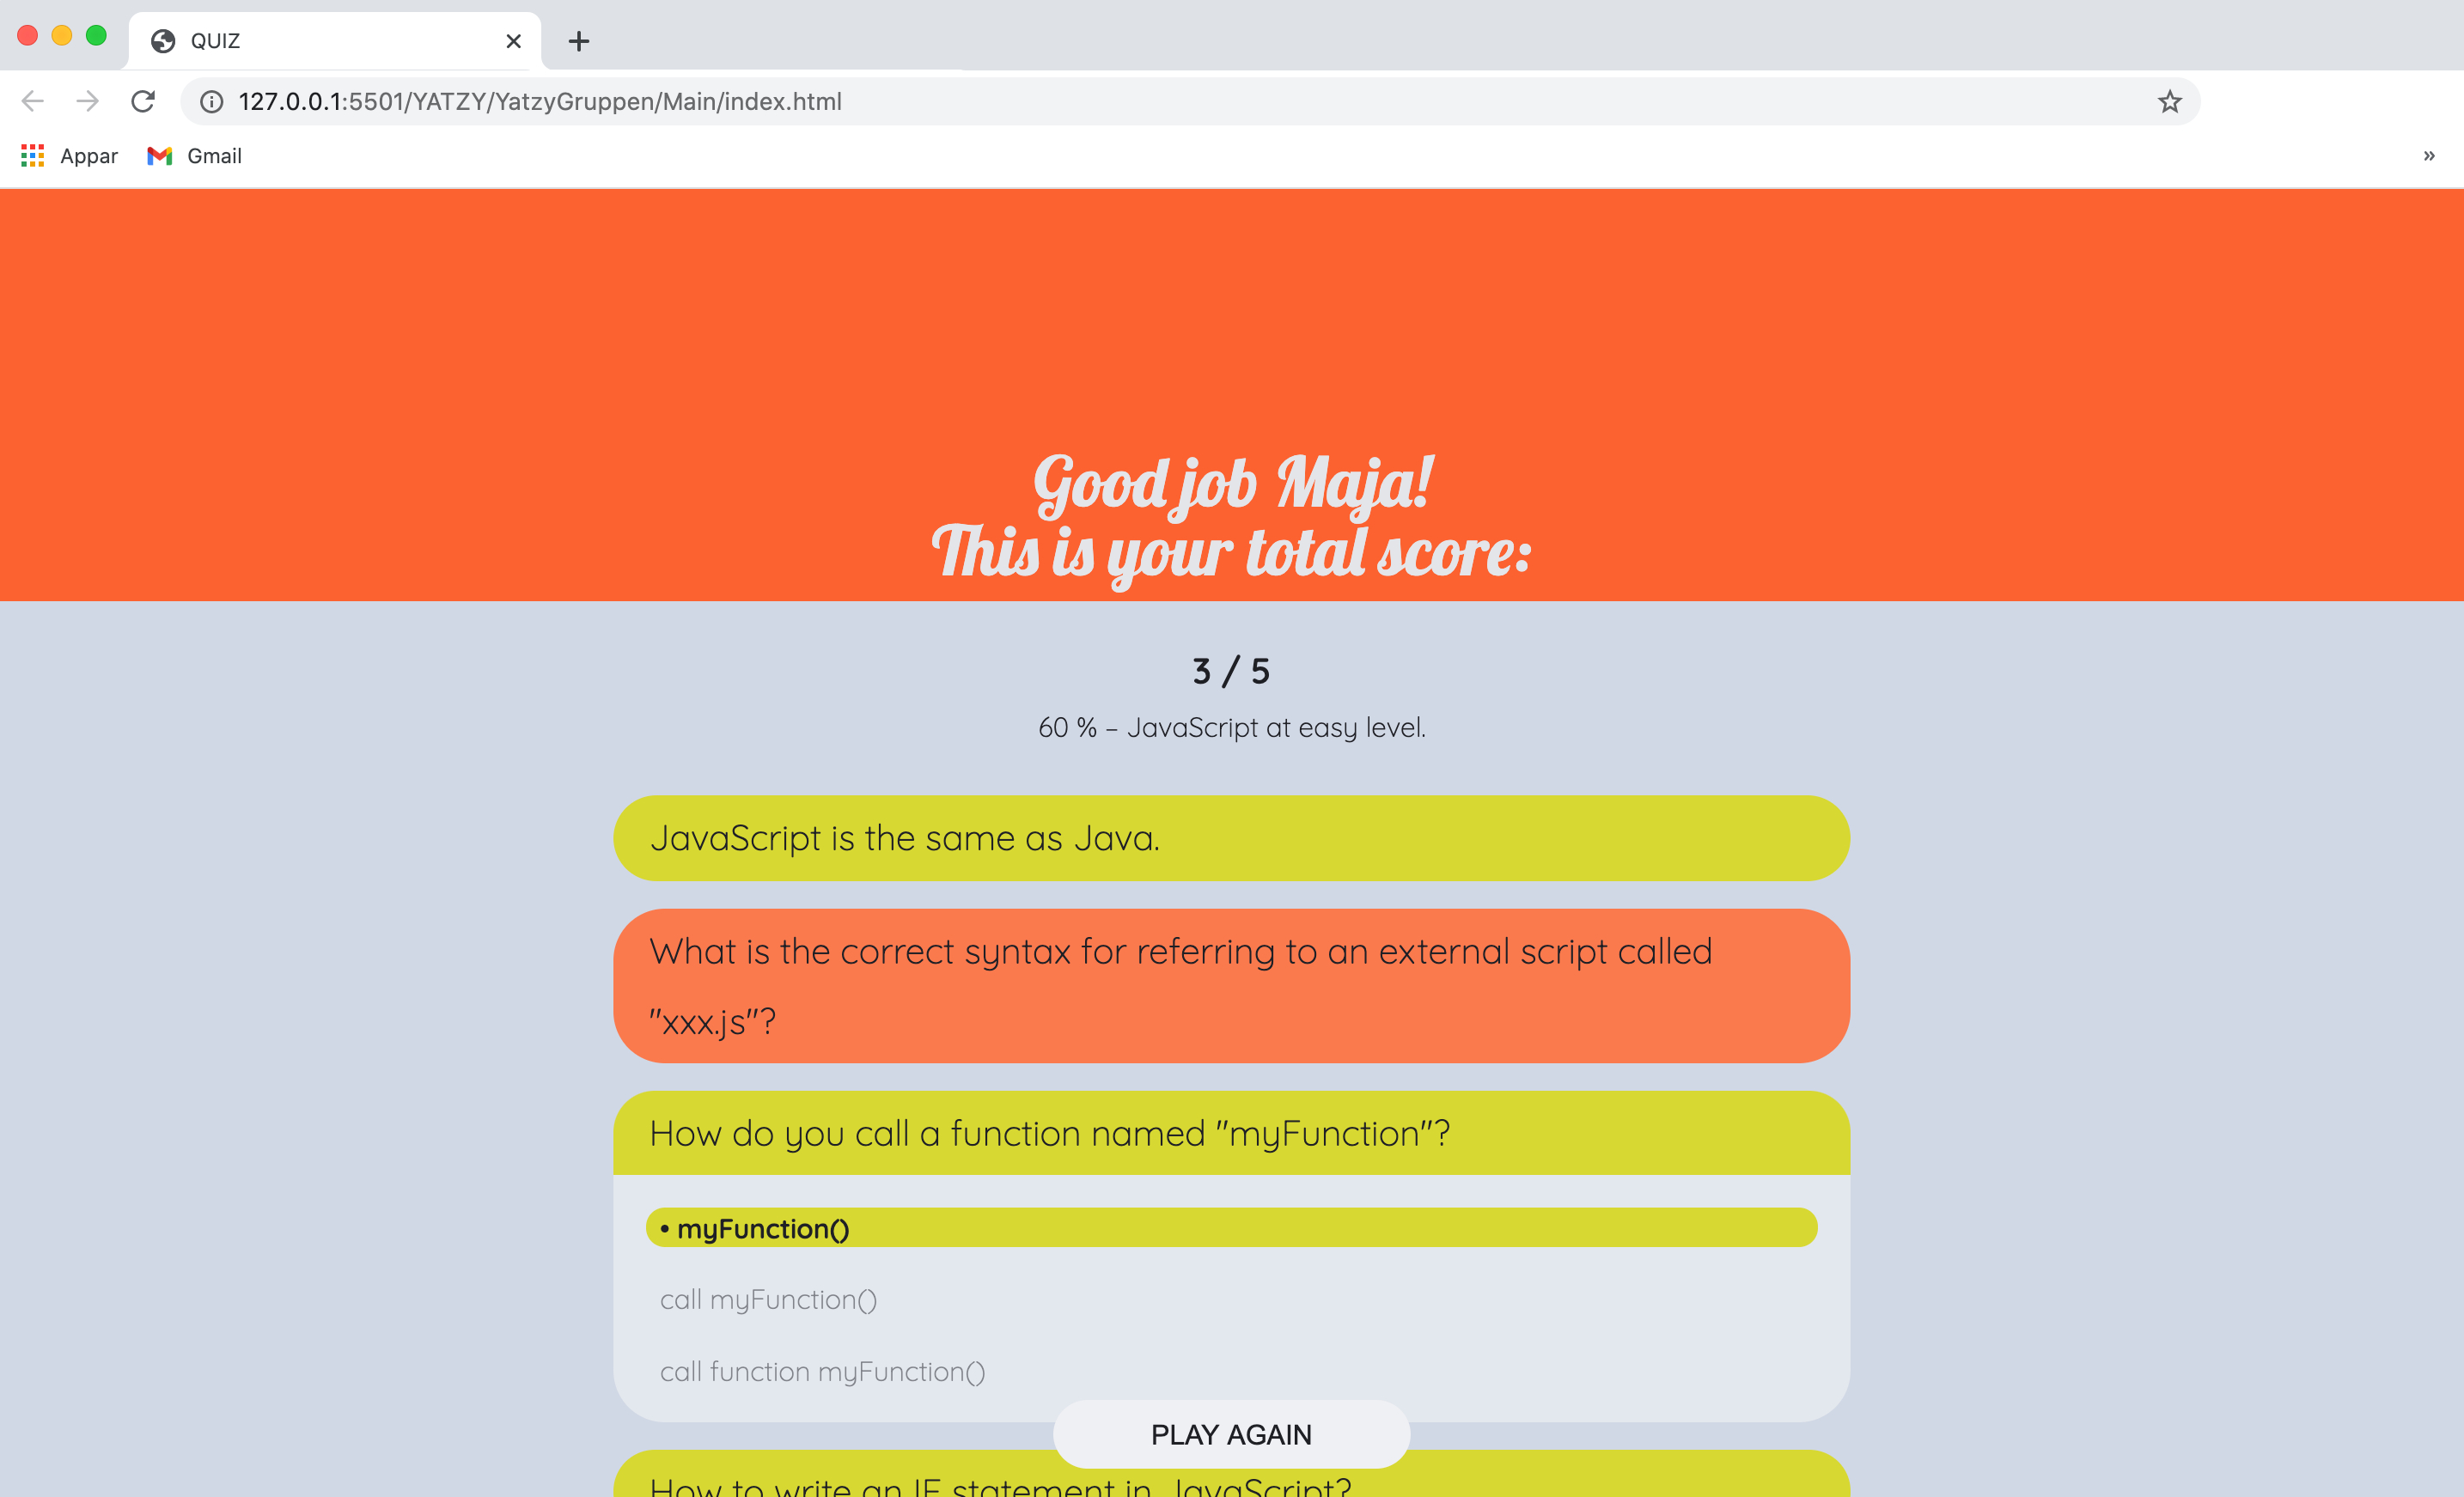 QUIZ
127.0.0.1:5501/YATZY/YatzyGruppen/Main/index.html
Appar Gmail »
Good job Maja!
This is your total score:
3 / 5
60 % – JavaScript at easy level.
JavaScript is the same as Java.
What is the correct syntax for referring to an external script called
"xxx.js"?
How do you call a function named "myFunction"?
• myFunction()
call myFunction()
call function myFunction()
PLAY AGAIN
How to write an IF statement in JavaScript?